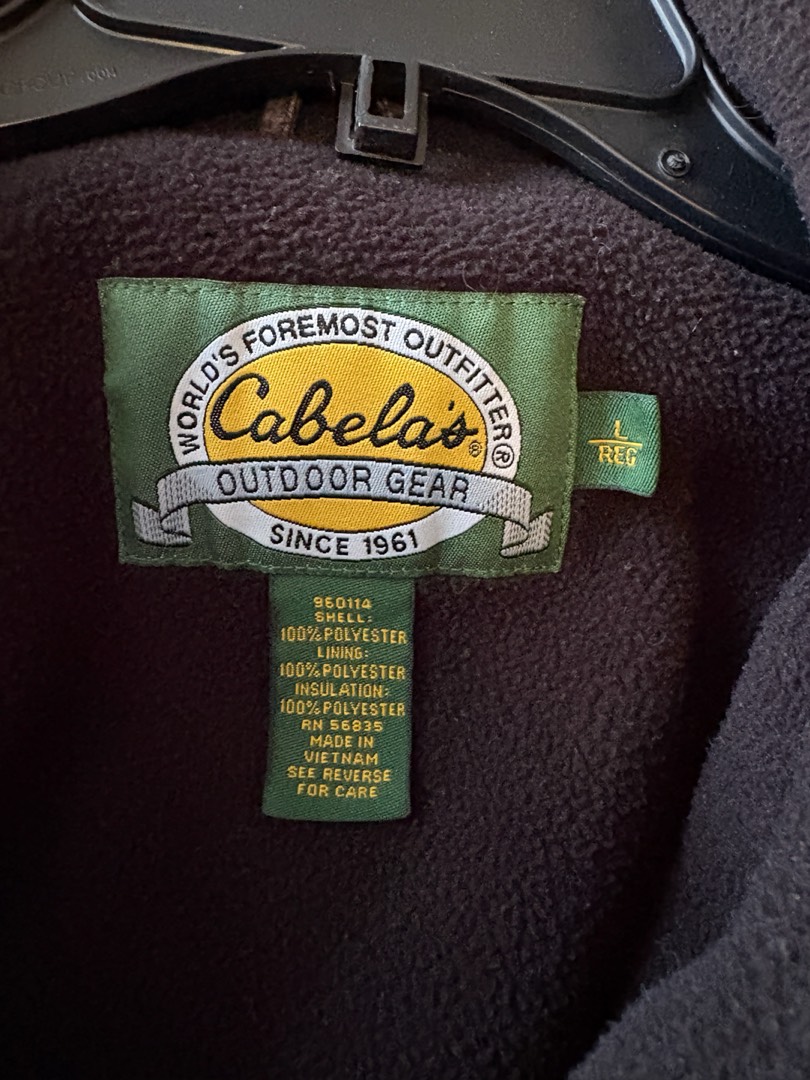 WORLD'S FOREMOST OUTFITTER®
Cabela's®
OUTDOOR GEAR
SINCE 1961
L
REG
960114
SHELL:
100% POLYESTER
LINING:
100% POLYESTER
INSULATION:
100% POLYESTER
RN 56835
MADE IN
VIETNAM
SEE REVERSE
FOR CARE